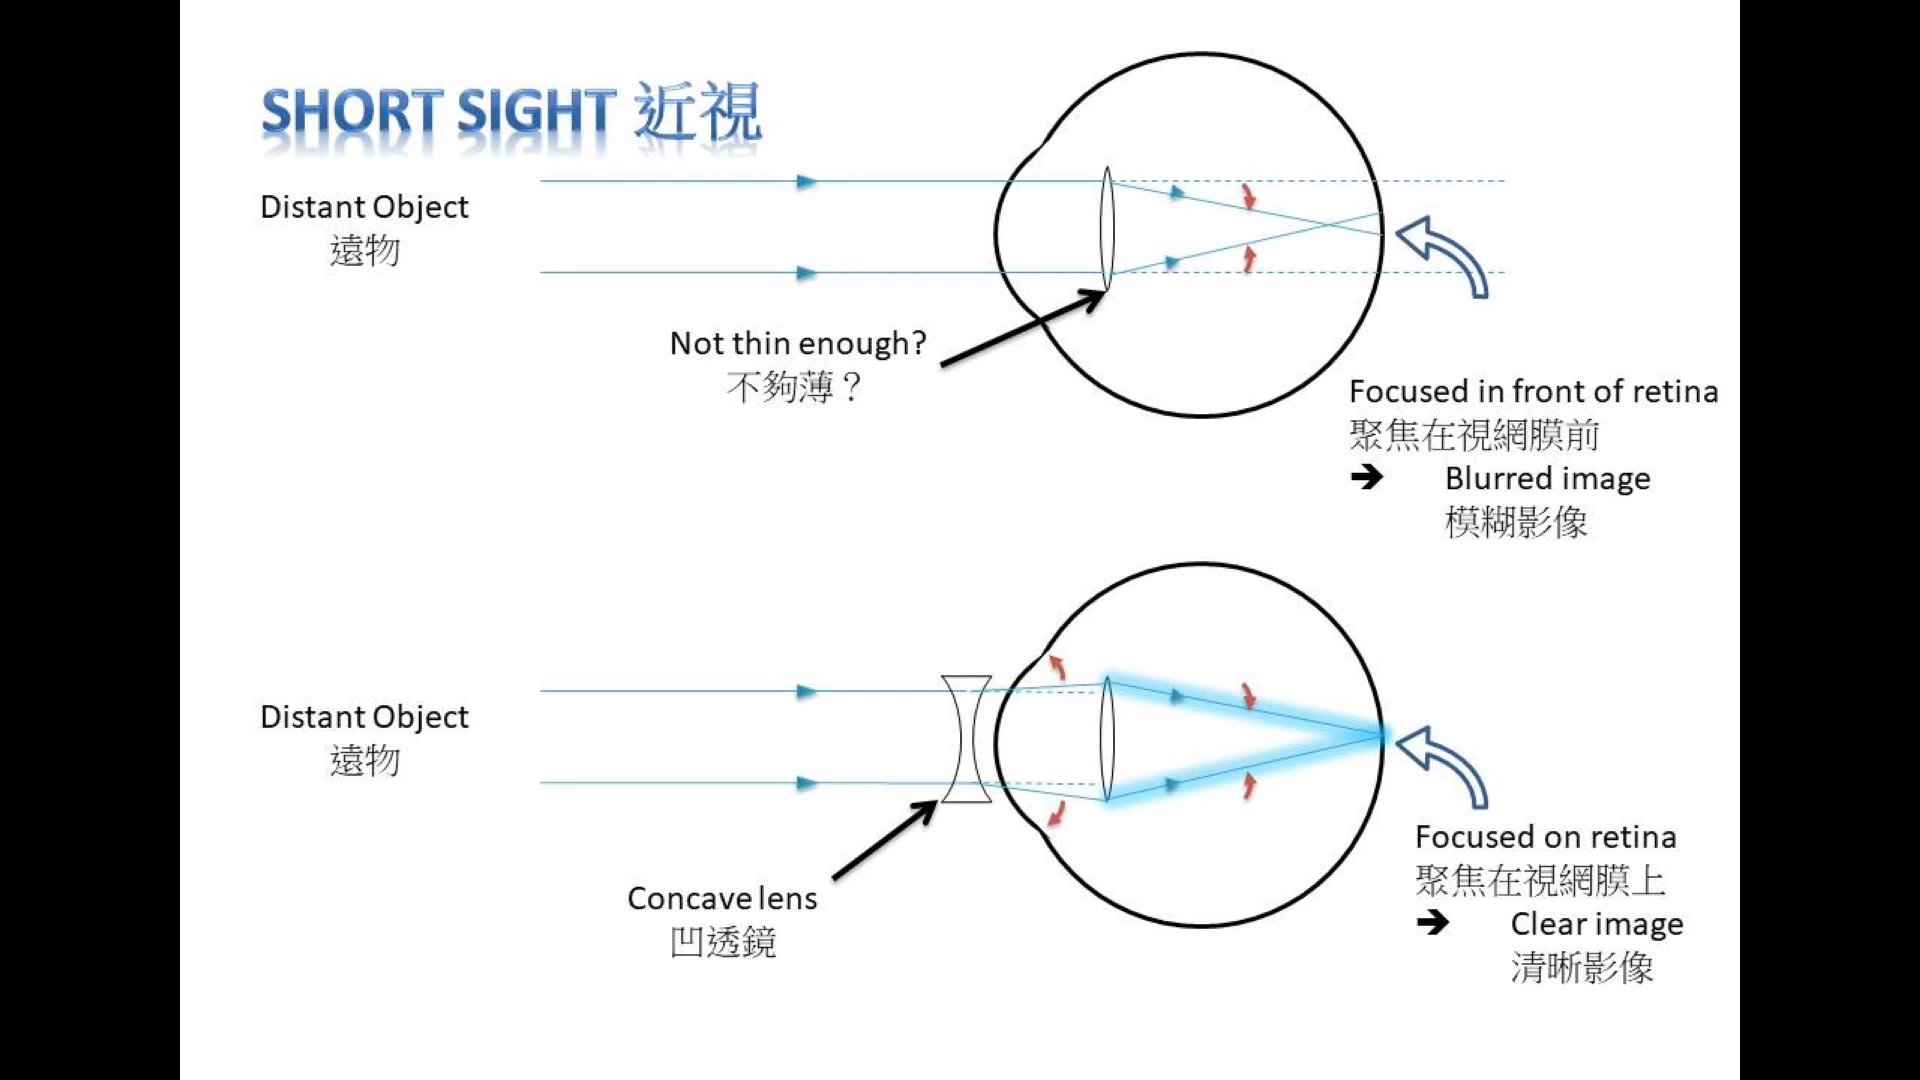 SHORT SIGHT 近視
Distant Object
遠物
Not thin enough?
不夠薄？
Focused in front of retina
聚焦在視網膜前
➔ Blurred image
模糊影像
Distant Object
遠物
Concave lens
凹透鏡
Focused on retina
聚焦在視網膜上
➔ Clear image
清晰影像